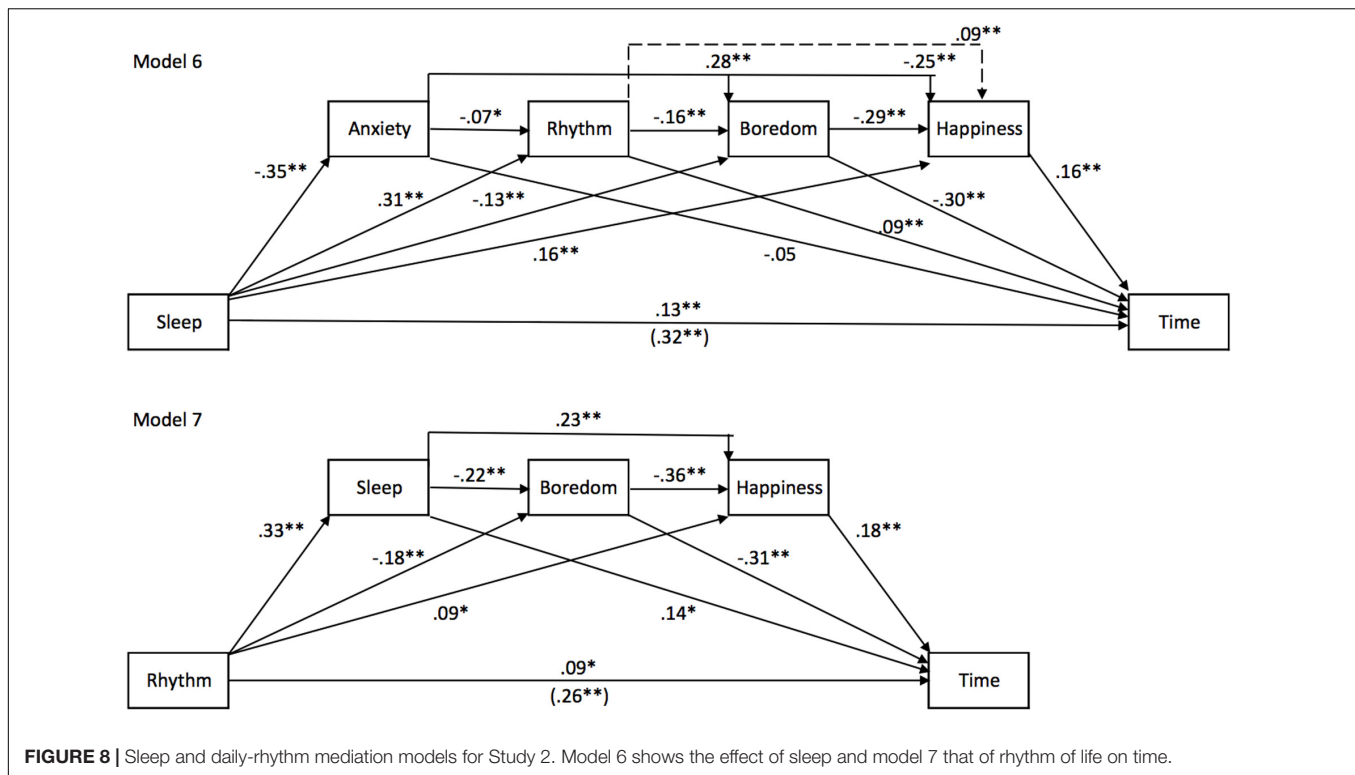 .09**
Model 6
.28**
-.25**
Anxiety
-.07*
Rhythm
-.16**
Boredom
-.29**
Happiness
-.35**
.31**
-.13**
.16**
-.30**
.09**
.16**
-.05
Sleep
.13**
(.32**)
Time
Model 7
.23**
Sleep
-.22**
Boredom
-.36**
Happiness
.33**
-.18**
-.31**
.18**
.09*
.14*
Rhythm
.09*
(.26**)
Time
FIGURE 8 | Sleep and daily-rhythm mediation models for Study 2. Model 6 shows the effect of sleep and model 7 that of rhythm of life on time.